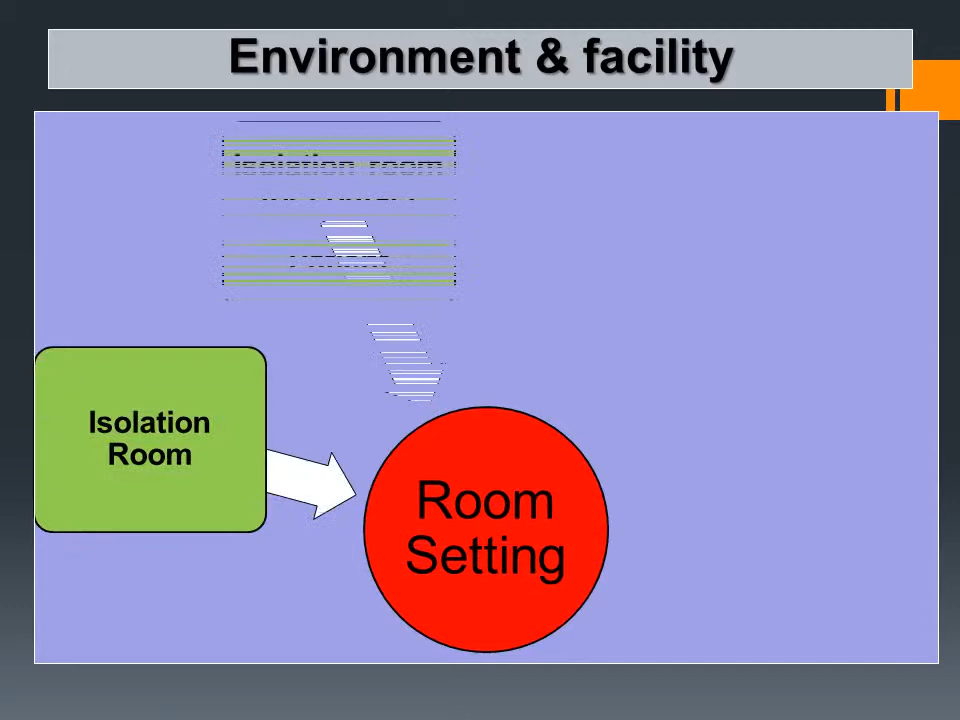 Environment & facility
Isolation room
Isolation
Room
Room
Setting